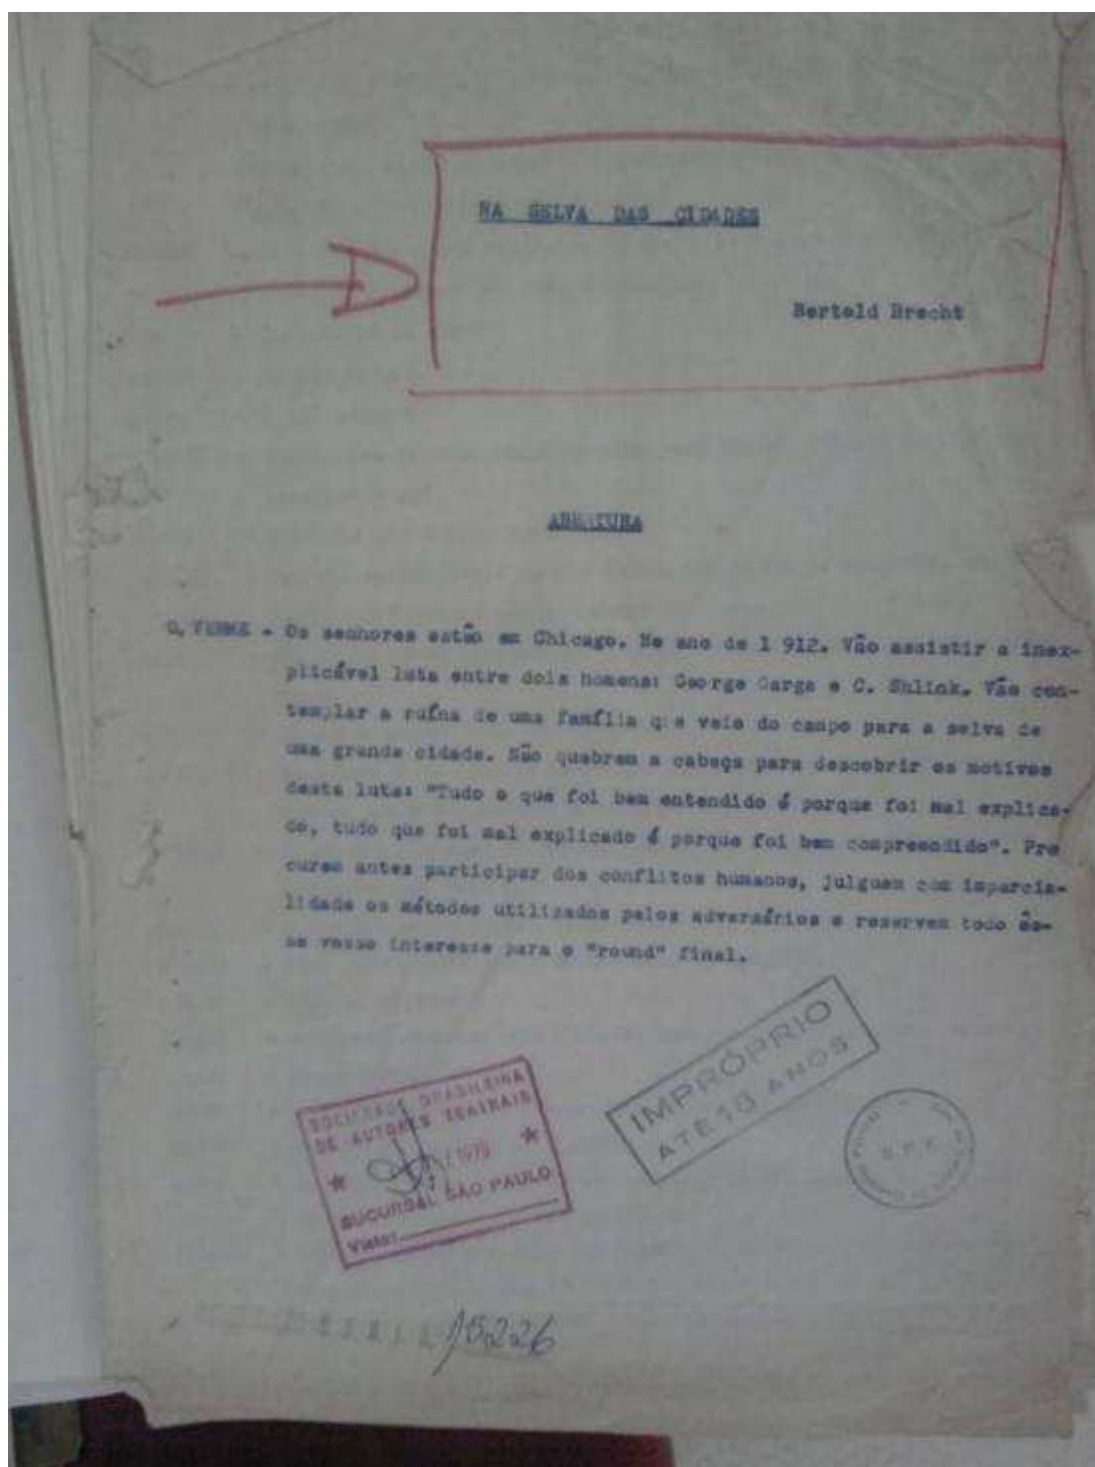 NA SELVA DAS CIDADES
Bertold Brecht
ABERTURA
O. VERME - Os senhores estão em Chicago. No ano de 1 912. Vão assistir a inex-
plicável luta entre dois homens: George Garga e C. Shlink. Vão con-
templar a ruína de uma família que veio do campo para a selva de
uma grande cidade. Não quebrem a cabeça para descobrir os motivos
desta luta: "Tudo o que foi bem entendido é porque foi mal explica-
do, tudo que foi mal explicado é porque foi bem compreendido". Pro
curem antes participar dos conflitos humanos, julguem com imparcia-
lidade os métodos utilizados pelos adversários e reservem todo ês-
se vosso interesse para o "round" final.
IMPRÓPRIO
ATÉ 18 ANOS
SOCIEDADE BRASILEIRA
DE AUTORES TEATRAIS
SUCURSAL SÃO PAULO
Visto:
15.226